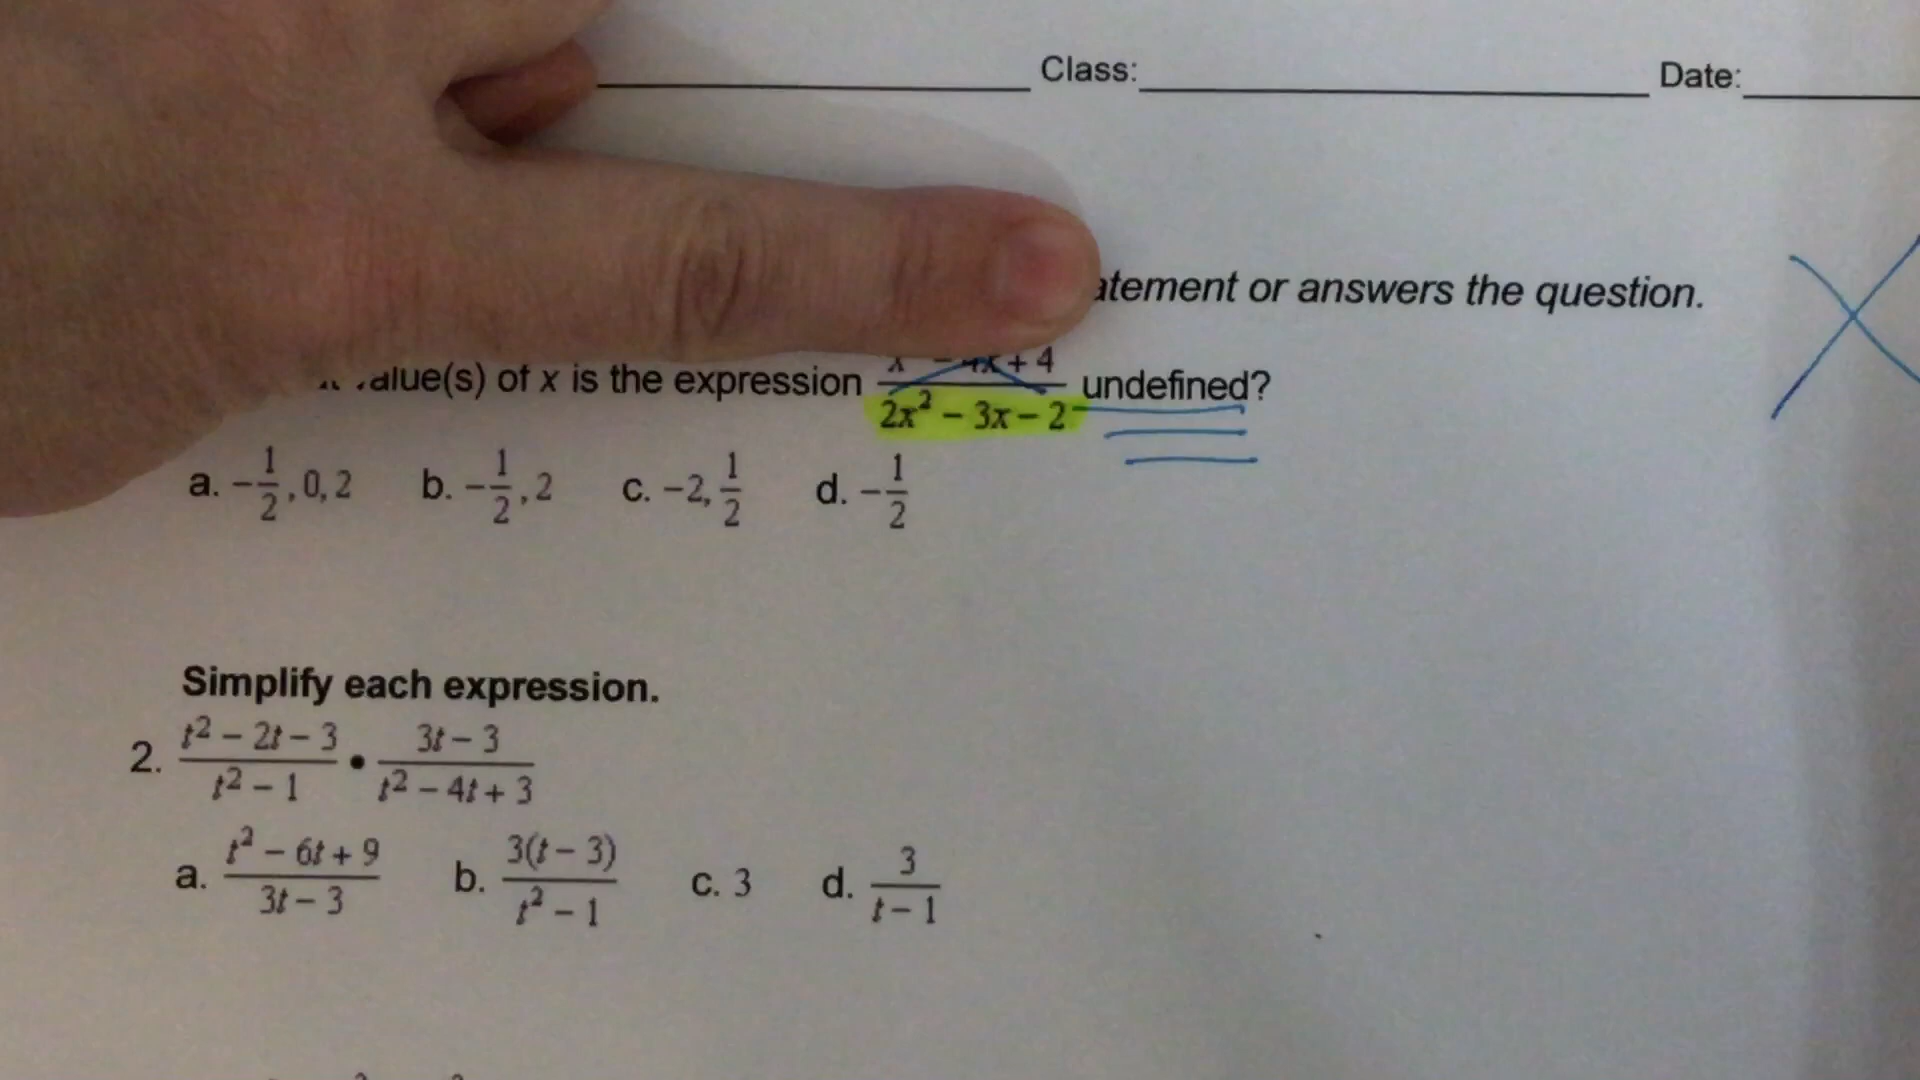 Class: Date:
or answers the question.
of x is the expression + 4 / 2x² − 3x − 2 undefined?
a. −1/2, 0, 2 b. −1/2, 2 c. −2, 1/2 d. −1/2
Simplify each expression.
2. (t² − 2t − 3)/(t² − 1) • (3t − 3)/(t² − 4t + 3)
a. (t² − 6t + 9)/(3t − 3) b. 3(t − 3)/(t² − 1) c. 3 d. 3/(t − 1)